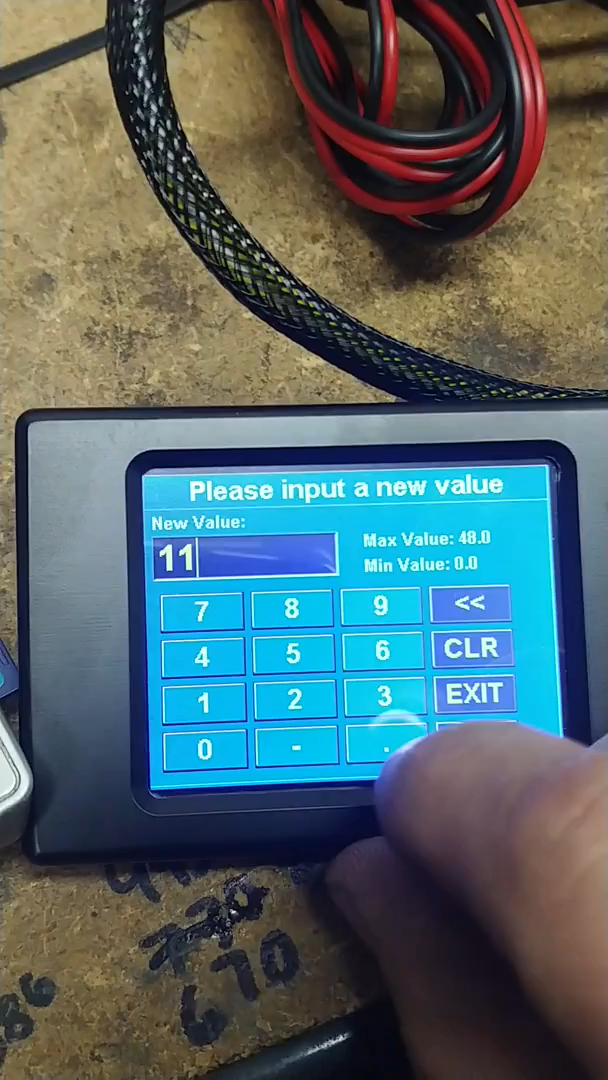 Please input a new value
New Value:
11
Max Value: 48.0
Min Value: 0.0
7 8 9 <<
4 5 6 CLR
1 2 3 EXIT
0 - .
670